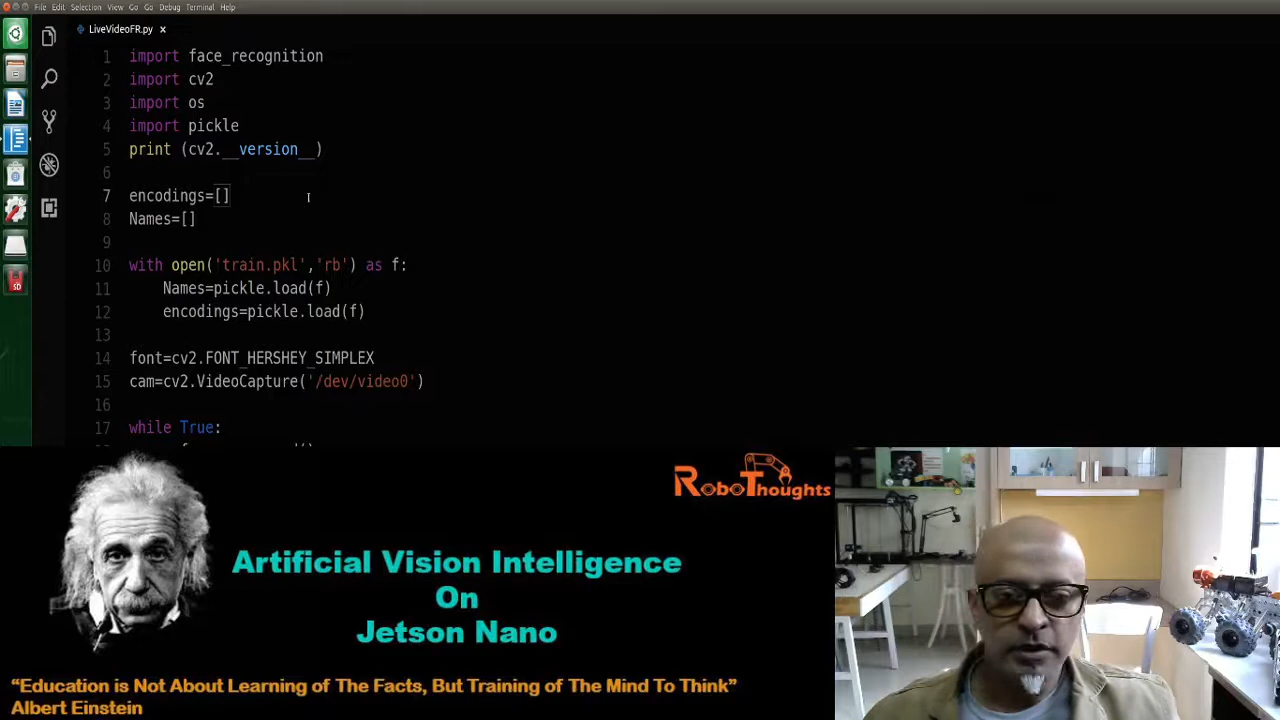 File Edit Selection View Go Go Debug Terminal Help
LiveVideoFR.py
1 import face_recognition
2 import cv2
3 import os
4 import pickle
5 print (cv2.__version__)
6
7 encodings=[]
8 Names=[]
9
10 with open('train.pkl','rb') as f:
11 Names=pickle.load(f)
12 encodings=pickle.load(f)
13
14 font=cv2.FONT_HERSHEY_SIMPLEX
15 cam=cv2.VideoCapture('/dev/video0')
16
17 while True:
SD
RoboThoughts
Artificial Vision Intelligence
On
Jetson Nano
“Education is Not About Learning of The Facts, But Training of The Mind To Think”
Albert Einstein